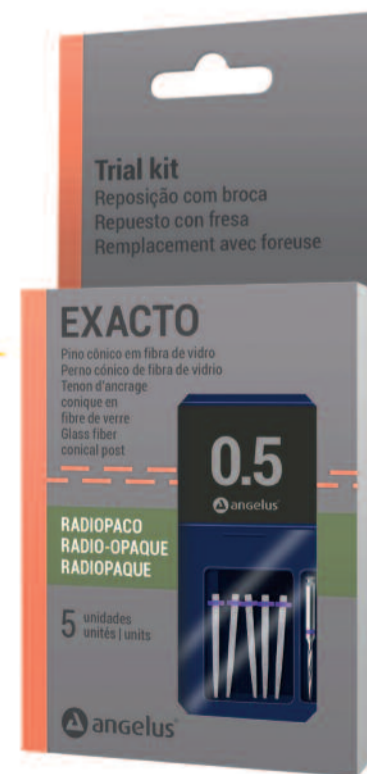 Trial kit
Reposição com broca
Repuesto con fresa
Remplacement avec foreuse
EXACTO
Pino cônico em fibra de vidro
Perno cónico de fibra de vidrio
Tenon d'ancrage
conique en
fibre de verre
Glass fiber
conical post
0.5
angelus
RADIOPACO
RADIO-OPAQUE
RADIOPAQUE
5 unidades
unités | units
angelus